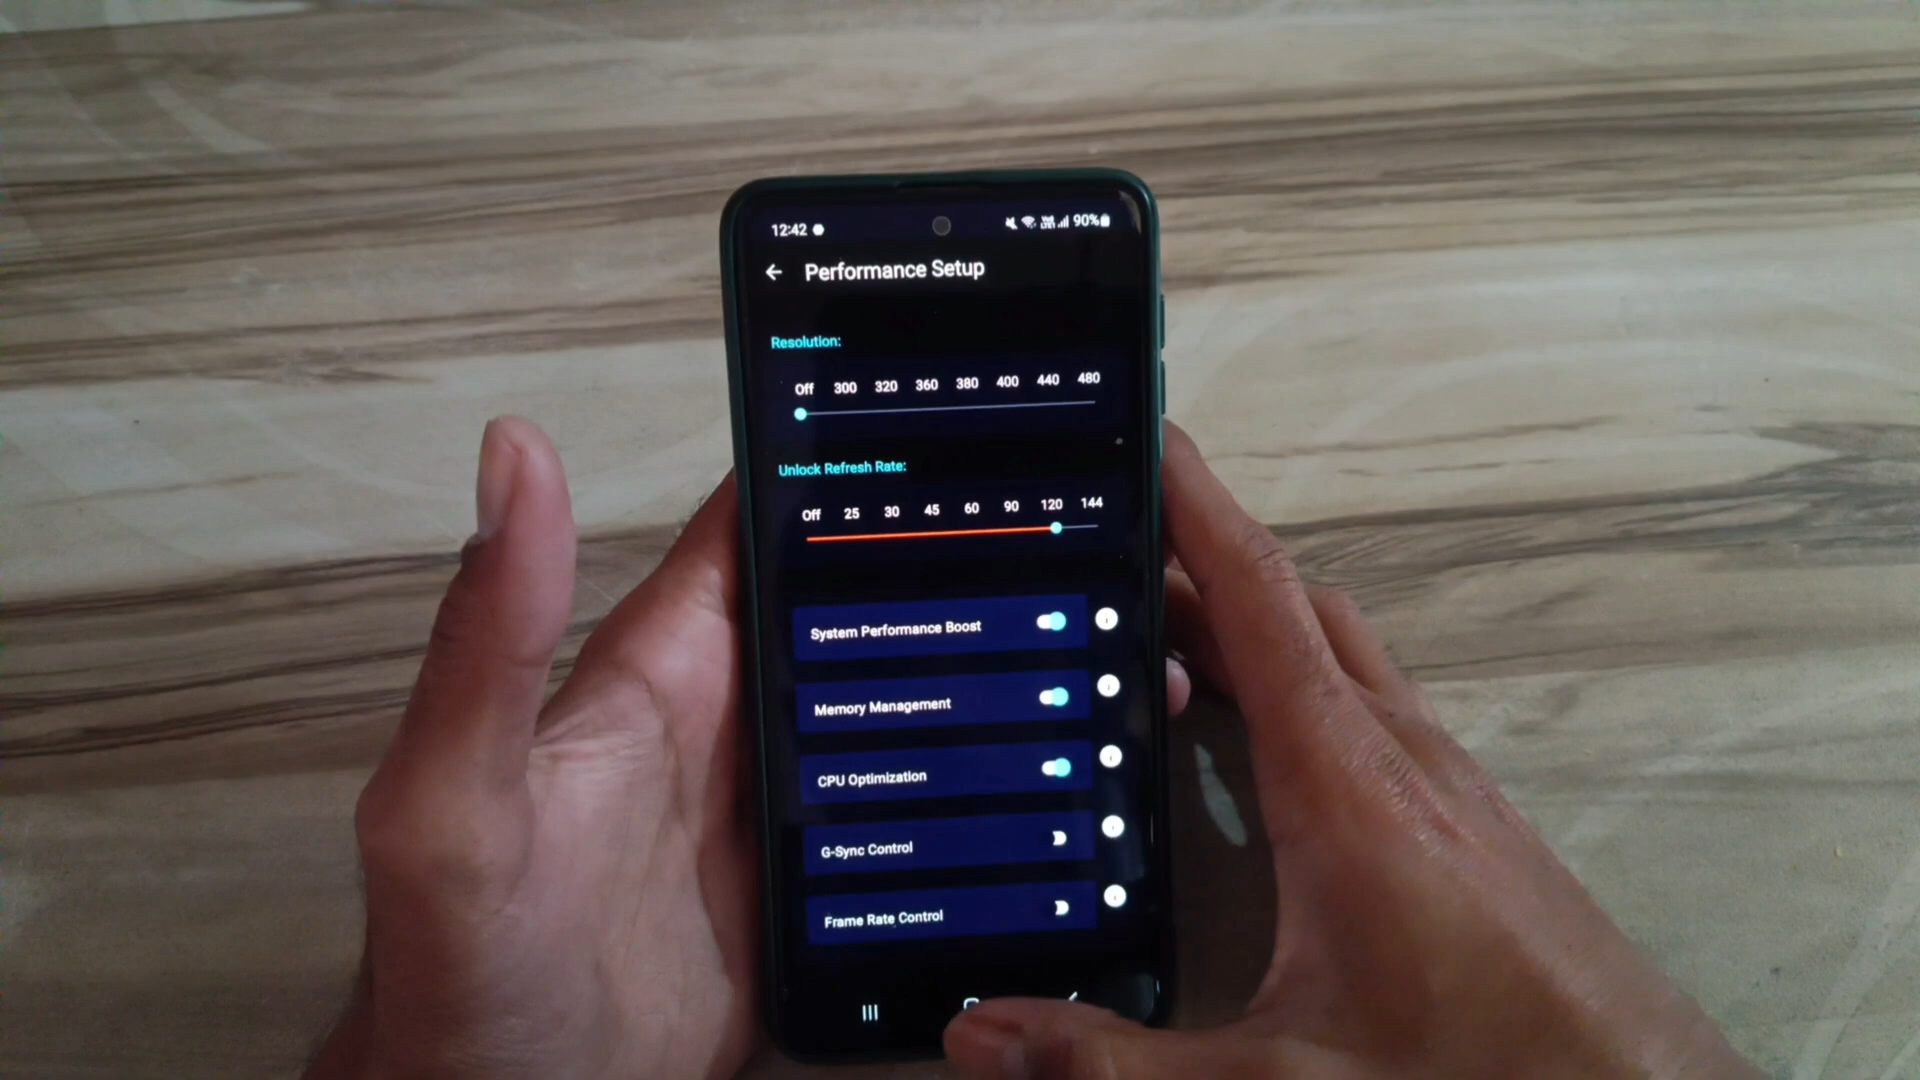 12:42 90%
Performance Setup
Resolution:
Off 300 320 360 380 400 440 480
Unlock Refresh Rate:
Off 25 30 45 60 90 120 144
System Performance Boost
Memory Management
CPU Optimization
G-Sync Control
Frame Rate Control